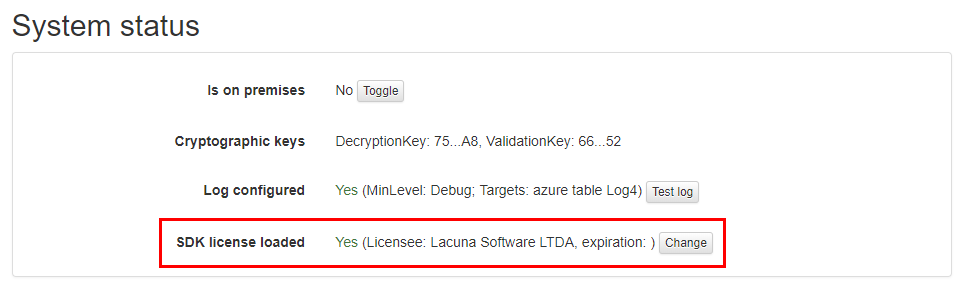 System status
Is on premises No Toggle
Cryptographic keys DecryptionKey: 75...A8, ValidationKey: 66...52
Log configured Yes (MinLevel: Debug; Targets: azure table Log4) Test log
SDK license loaded Yes (Licensee: Lacuna Software LTDA, expiration: ) Change